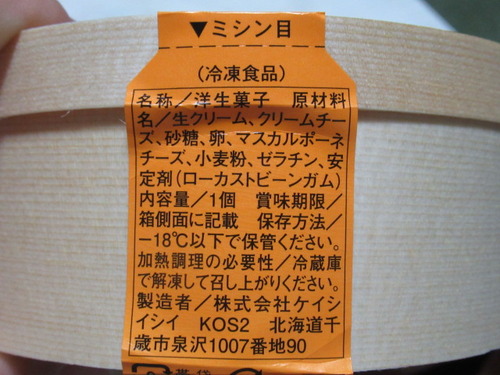 ▼ミシン目
(冷凍食品)
名称／洋生菓子　原材料
名／生クリーム、クリームチー
ズ、砂糖、卵、マスカルポーネ
チーズ、小麦粉、ゼラチン、安
定剤(ローカストビーンガム)
内容量／1個　賞味期限／
箱側面に記載　保存方法／
－18℃以下で保管ください。
加熱調理の必要性／冷蔵庫
で解凍して召し上がりください。
製造者／株式会社ケイシ
イシイ　KOS2　北海道千
歳市泉沢1007番地90